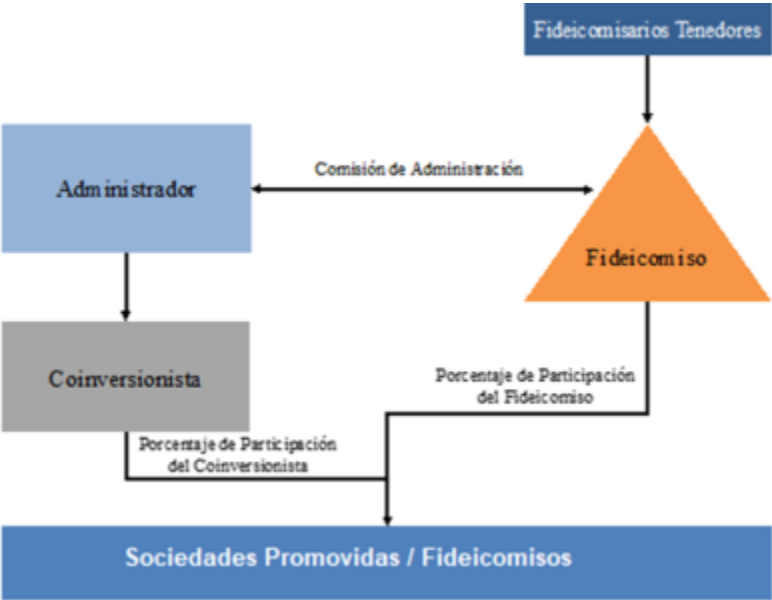 Fideicomisarios Tenedores
Comisión de Administración
Administrador
Fideicomiso
Coinversionista
Porcentaje de Participación
del Fideicomiso
Porcentaje de Participación
del Coinversionista
Sociedades Promovidas / Fideicomisos